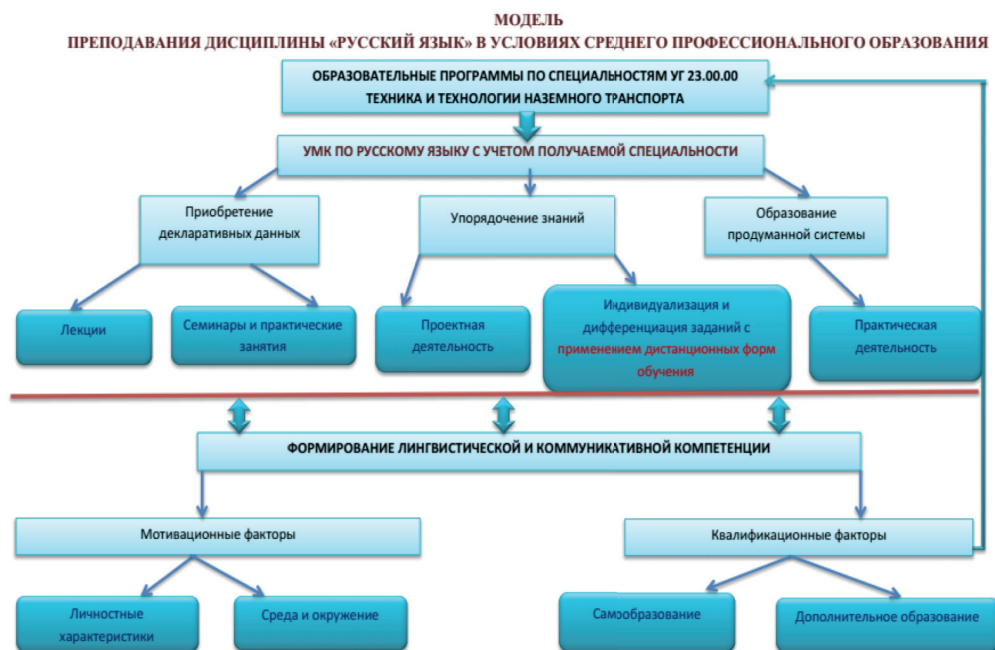 МОДЕЛЬ
ПРЕПОДАВАНИЯ ДИСЦИПЛИНЫ «РУССКИЙ ЯЗЫК» В УСЛОВИЯХ СРЕДНЕГО ПРОФЕССИОНАЛЬНОГО ОБРАЗОВАНИЯ
ОБРАЗОВАТЕЛЬНЫЕ ПРОГРАММЫ ПО СПЕЦИАЛЬНОСТЯМ УГ 23.00.00
ТЕХНИКА И ТЕХНОЛОГИИ НАЗЕМНОГО ТРАНСПОРТА
УМК ПО РУССКОМУ ЯЗЫКУ С УЧЕТОМ ПОЛУЧАЕМОЙ СПЕЦИАЛЬНОСТИ
Приобретение
декларативных данных
Упорядочение знаний
Образование
продуманной системы
Лекции
Семинары и практические
занятия
Проектная
деятельность
Индивидуализация и
дифференциация заданий с
применением дистанционных форм
обучения
Практическая
деятельность
ФОРМИРОВАНИЕ ЛИНГВИСТИЧЕСКОЙ И КОММУНИКАТИВНОЙ КОМПЕТЕНЦИИ
Мотивационные факторы
Квалификационные факторы
Личностные
характеристики
Среда и окружение
Самообразование
Дополнительное образование